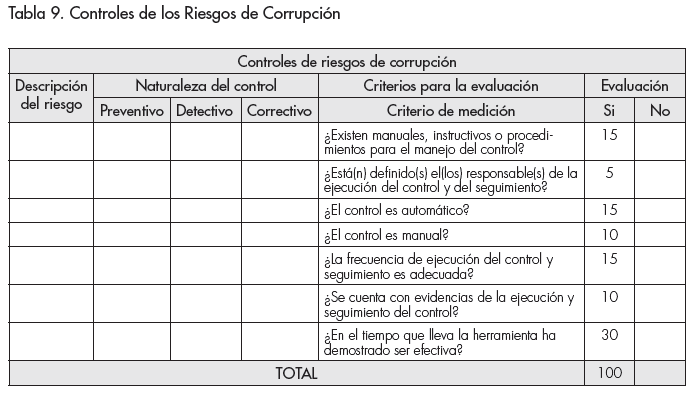 Tabla 9. Controles de los Riesgos de Corrupción
Controles de riesgos de corrupción
Descripción
del riesgo
Naturaleza del control
Criterios para la evaluación
Evaluación
Preventivo
Detectivo
Correctivo
Criterio de medición
Si
No
¿Existen manuales, instructivos o procedi-
mientos para el manejo del control?
15
¿Está(n) definido(s) el(los) responsable(s) de la
ejecución del control y del seguimiento?
5
¿El control es automático?
15
¿El control es manual?
10
¿La frecuencia de ejecución del control y
seguimiento es adecuada?
15
¿Se cuenta con evidencias de la ejecución y
seguimiento del control?
10
¿En el tiempo que lleva la herramienta ha
demostrado ser efectiva?
30
TOTAL
100